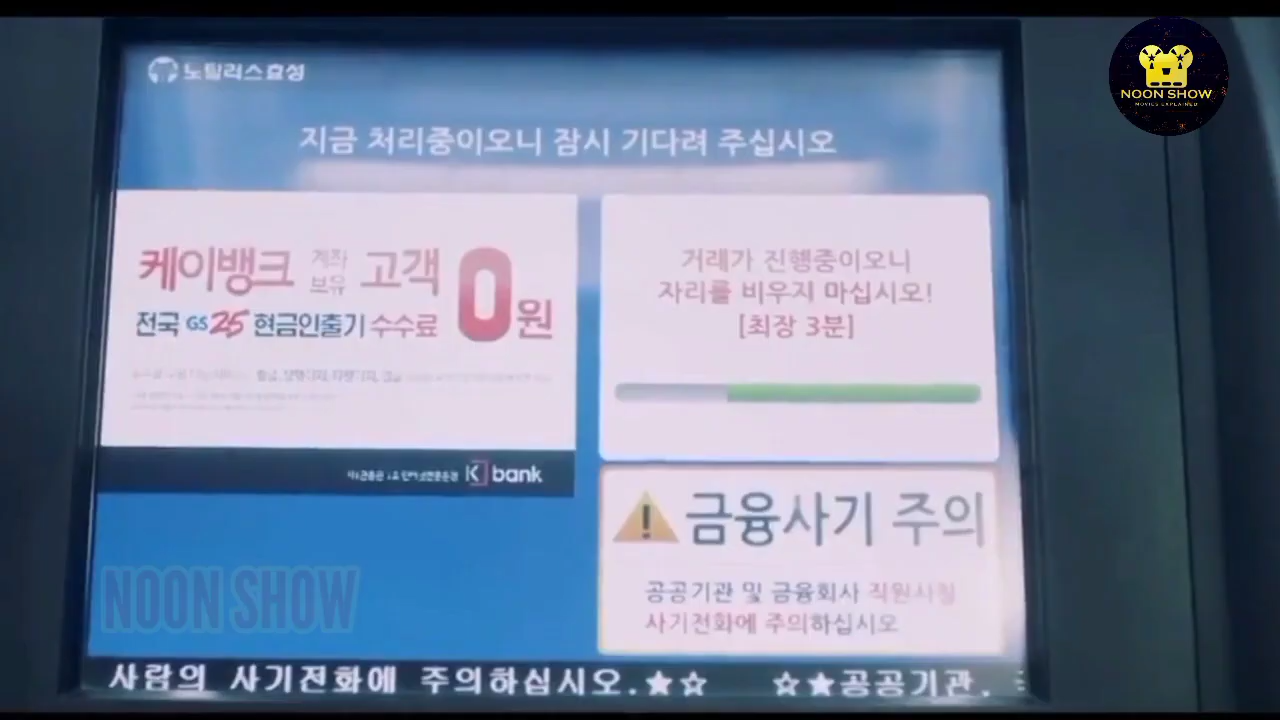 노틸러스효성
NOON SHOW
MOVIES EXPLAINED
지금 처리중이오니 잠시 기다려 주십시오
케이뱅크 계좌 보유 고객 0원
전국 GS25 현금인출기 수수료
K bank
거래가 진행중이오니
자리를 비우지 마십시오!
[최장 3분]
금융사기 주의
공공기관 및 금융회사 직원사칭
사기전화에 주의하십시오
NOON SHOW
사람의 사기전화에 주의하십시오.★☆ ☆★공공기관,